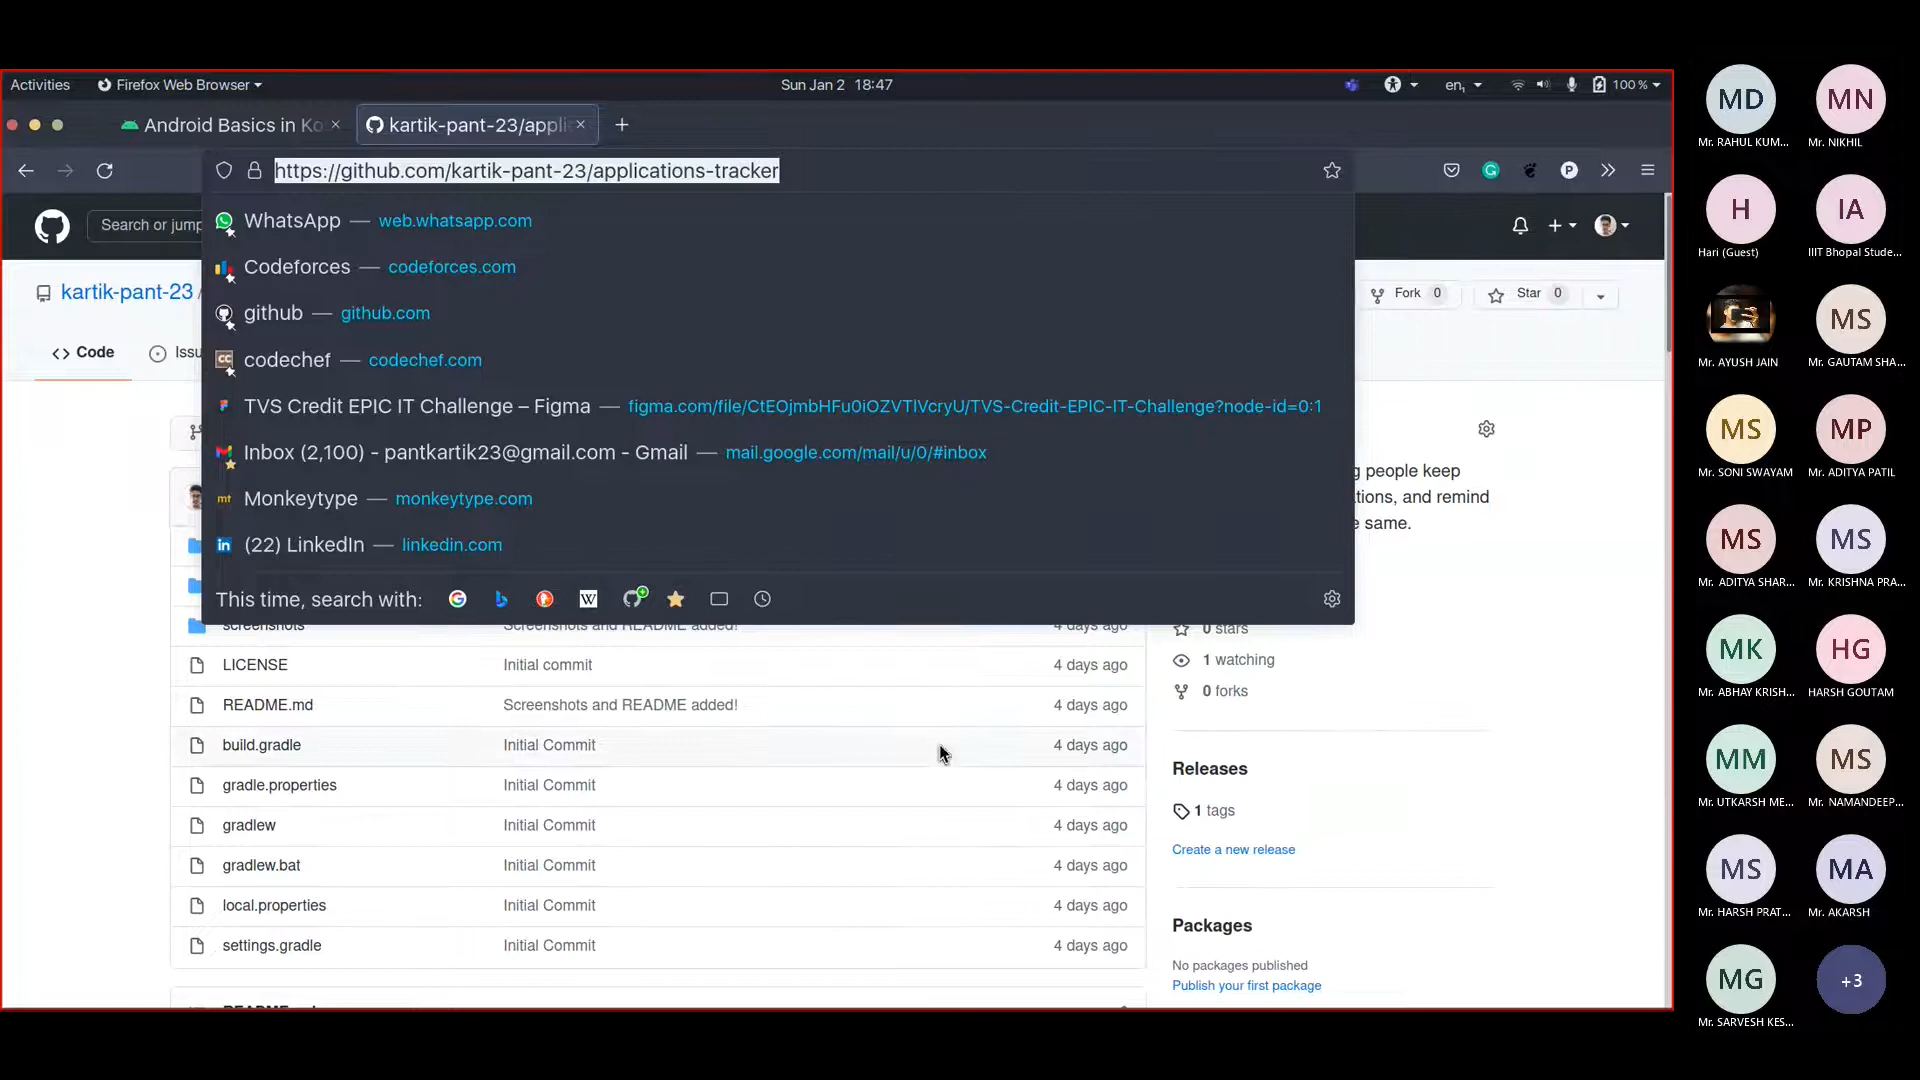 Activities
Firefox Web Browser
Sun Jan 2 18:47
en1
100 %
Android Basics in Ko
kartik-pant-23/appli
https://github.com/kartik-pant-23/applications-tracker
Search or jump
WhatsApp — web.whatsapp.com
Codeforces — codeforces.com
github — github.com
codechef — codechef.com
TVS Credit EPIC IT Challenge – Figma — figma.com/file/CtEOjmbHFu0iOZVTlVcryU/TVS-Credit-EPIC-IT-Challenge?node-id=0:1
Inbox (2,100) - pantkartik23@gmail.com - Gmail — mail.google.com/mail/u/0/#inbox
mt Monkeytype — monkeytype.com
in (22) LinkedIn — linkedin.com
This time, search with:
kartik-pant-23 /
Fork 0
Star 0
Code
Issu
g people keep
tions, and remind
e same.
screenshots Screenshots and README added! 4 days ago
LICENSE Initial commit 4 days ago
README.md Screenshots and README added! 4 days ago
build.gradle Initial Commit 4 days ago
gradle.properties Initial Commit 4 days ago
gradlew Initial Commit 4 days ago
gradlew.bat Initial Commit 4 days ago
local.properties Initial Commit 4 days ago
settings.gradle Initial Commit 4 days ago
0 stars
1 watching
0 forks
Releases
1 tags
Create a new release
Packages
No packages published
Publish your first package
MD MN
Mr. RAHUL KUM... Mr. NIKHIL
H IA
Hari (Guest) IIIT Bhopal Stude...
MS
Mr. AYUSH JAIN Mr. GAUTAM SHA...
MS MP
Mr. SONI SWAYAM Mr. ADITYA PATIL
MS MS
Mr. ADITYA SHAR... Mr. KRISHNA PRA...
MK HG
Mr. ABHAY KRISH... HARSH GOUTAM
MM MS
Mr. UTKARSH ME... Mr. NAMANDEEP...
MS MA
Mr. HARSH PRAT... Mr. AKARSH
MG +3
Mr. SARVESH KES...